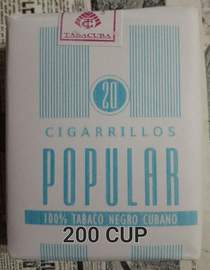 TABACUBA
20
CIGARRILLOS
POPULAR
100% TABACO NEGRO CUBANO
200 CUP